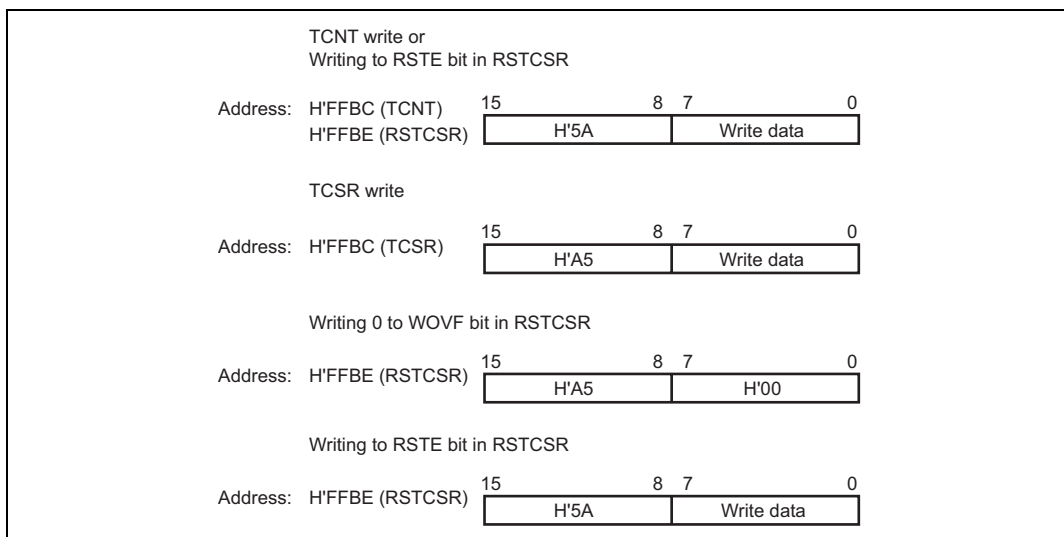 TCNT write or
Writing to RSTE bit in RSTCSR
15 8 7 0
Address: H'FFBC (TCNT)
H'FFBE (RSTCSR) H'5A Write data
TCSR write
15 8 7 0
Address: H'FFBC (TCSR) H'A5 Write data
Writing 0 to WOVF bit in RSTCSR
15 8 7 0
Address: H'FFBE (RSTCSR) H'A5 H'00
Writing to RSTE bit in RSTCSR
15 8 7 0
Address: H'FFBE (RSTCSR) H'5A Write data